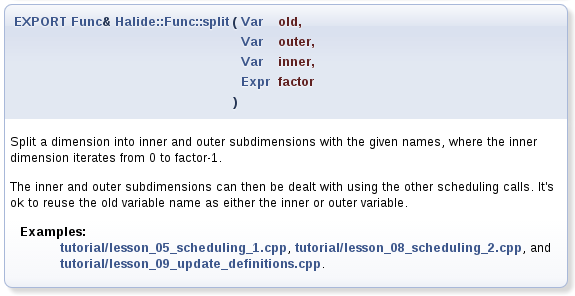 EXPORT Func& Halide::Func::split ( Var old,
Var outer,
Var inner,
Expr factor
)
Split a dimension into inner and outer subdimensions with the given names, where the inner
dimension iterates from 0 to factor-1.
The inner and outer subdimensions can then be dealt with using the other scheduling calls. It's
ok to reuse the old variable name as either the inner or outer variable.
Examples:
tutorial/lesson_05_scheduling_1.cpp, tutorial/lesson_08_scheduling_2.cpp, and
tutorial/lesson_09_update_definitions.cpp.